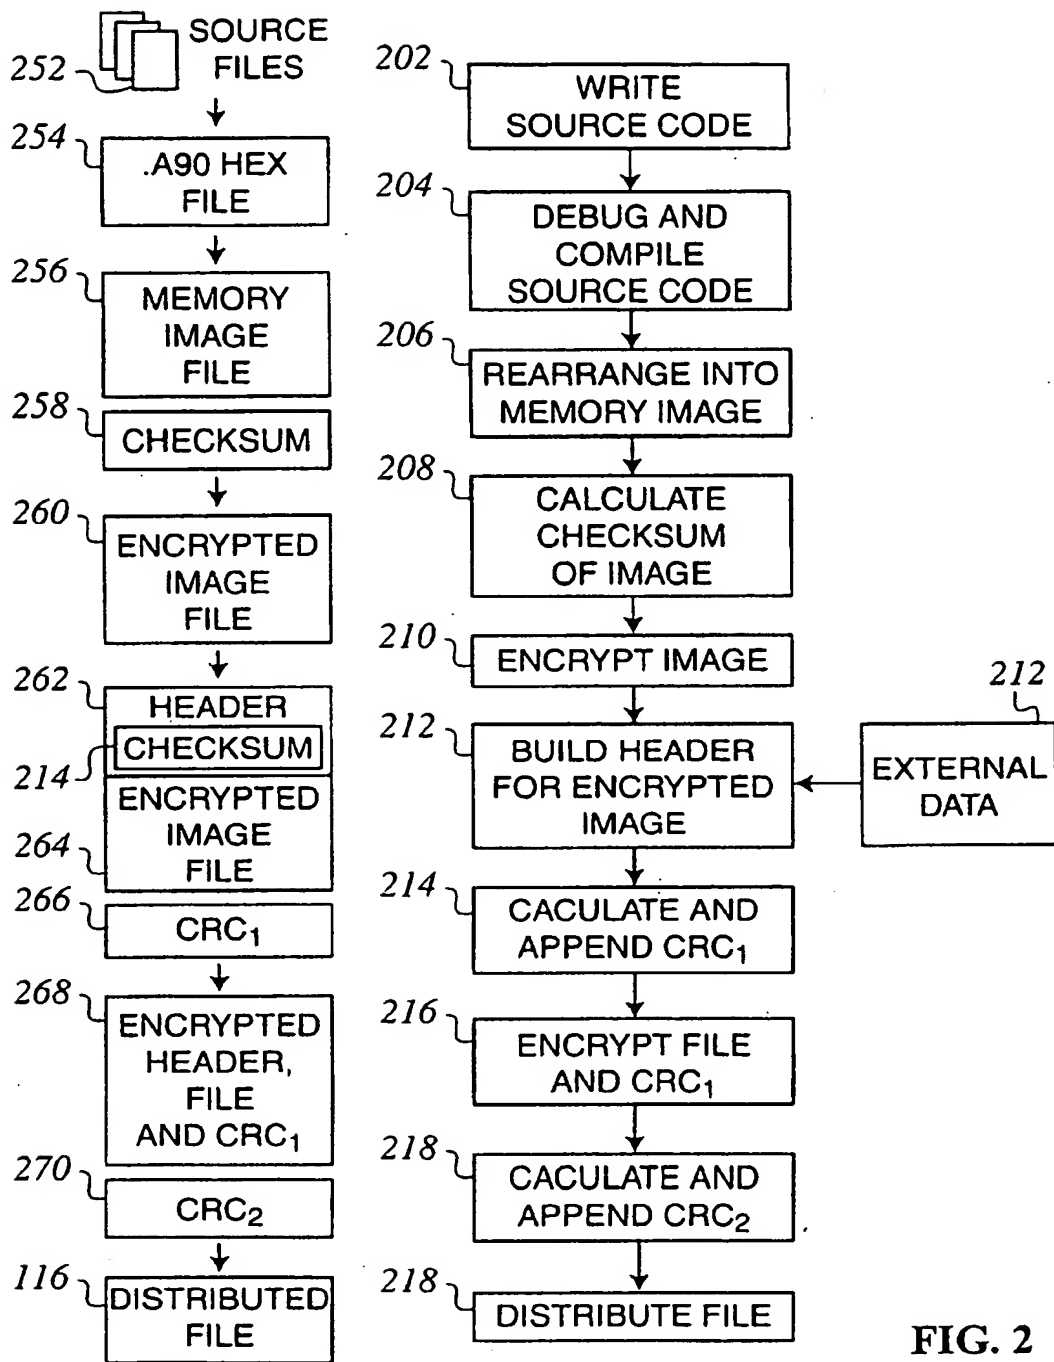 SOURCE
FILES
252
254
.A90 HEX
FILE
256
MEMORY
IMAGE
FILE
258
CHECKSUM
260
ENCRYPTED
IMAGE
FILE
262
HEADER
CHECKSUM
214
ENCRYPTED
IMAGE
FILE
264
266
CRC1
268
ENCRYPTED
HEADER,
FILE
AND CRC1
270
CRC2
116
DISTRIBUTED
FILE
202
WRITE
SOURCE CODE
204
DEBUG AND
COMPILE
SOURCE CODE
206
REARRANGE INTO
MEMORY IMAGE
208
CALCULATE
CHECKSUM
OF IMAGE
210
ENCRYPT IMAGE
212
BUILD HEADER
FOR ENCRYPTED
IMAGE
212
EXTERNAL
DATA
214
CACULATE AND
APPEND CRC1
216
ENCRYPT FILE
AND CRC1
218
CACULATE AND
APPEND CRC2
218
DISTRIBUTE FILE
FIG. 2